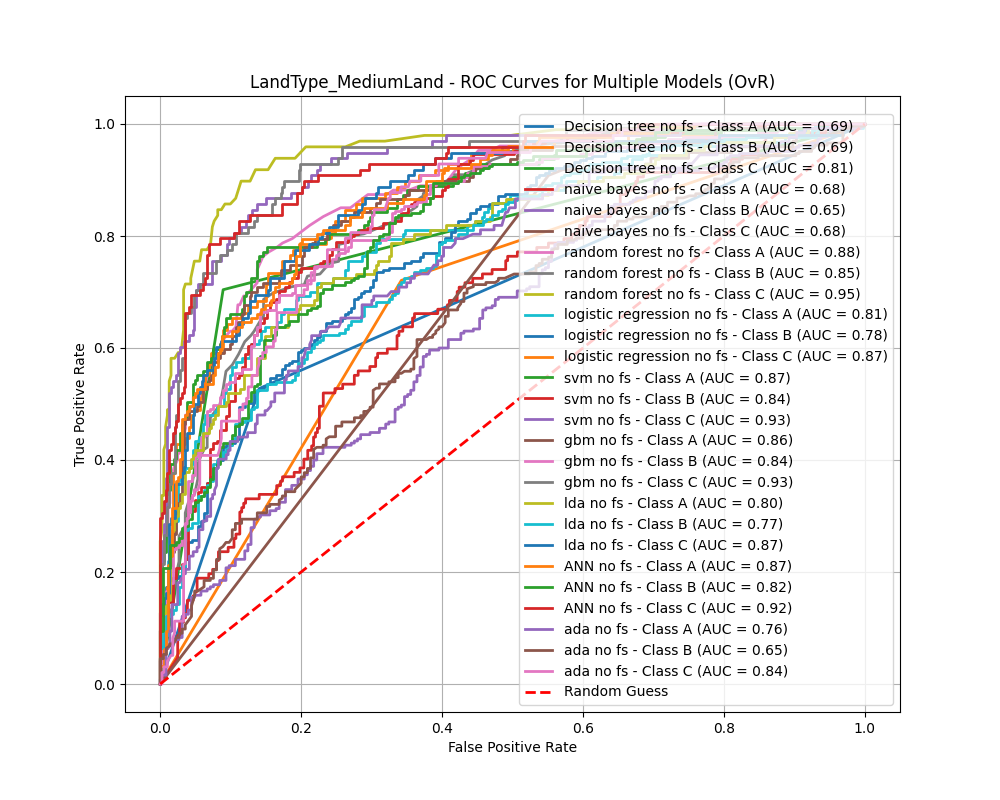 LandType_MediumLand - ROC Curves for Multiple Models (OvR)
True Positive Rate
1.0
0.8
0.6
0.4
0.2
0.0
Decision tree no fs - Class A (AUC = 0.69)
Decision tree no fs - Class B (AUC = 0.69)
Decision tree no fs - Class C (AUC = 0.81)
naive bayes no fs - Class A (AUC = 0.68)
naive bayes no fs - Class B (AUC = 0.65)
naive bayes no fs - Class C (AUC = 0.68)
random forest no fs - Class A (AUC = 0.88)
random forest no fs - Class B (AUC = 0.85)
random forest no fs - Class C (AUC = 0.95)
logistic regression no fs - Class A (AUC = 0.81)
logistic regression no fs - Class B (AUC = 0.78)
logistic regression no fs - Class C (AUC = 0.87)
svm no fs - Class A (AUC = 0.87)
svm no fs - Class B (AUC = 0.84)
svm no fs - Class C (AUC = 0.93)
gbm no fs - Class A (AUC = 0.86)
gbm no fs - Class B (AUC = 0.84)
gbm no fs - Class C (AUC = 0.93)
lda no fs - Class A (AUC = 0.80)
lda no fs - Class B (AUC = 0.77)
lda no fs - Class C (AUC = 0.87)
ANN no fs - Class A (AUC = 0.87)
ANN no fs - Class B (AUC = 0.82)
ANN no fs - Class C (AUC = 0.92)
ada no fs - Class A (AUC = 0.76)
ada no fs - Class B (AUC = 0.65)
ada no fs - Class C (AUC = 0.84)
Random Guess
0.0 0.2 0.4 0.6 0.8 1.0
False Positive Rate